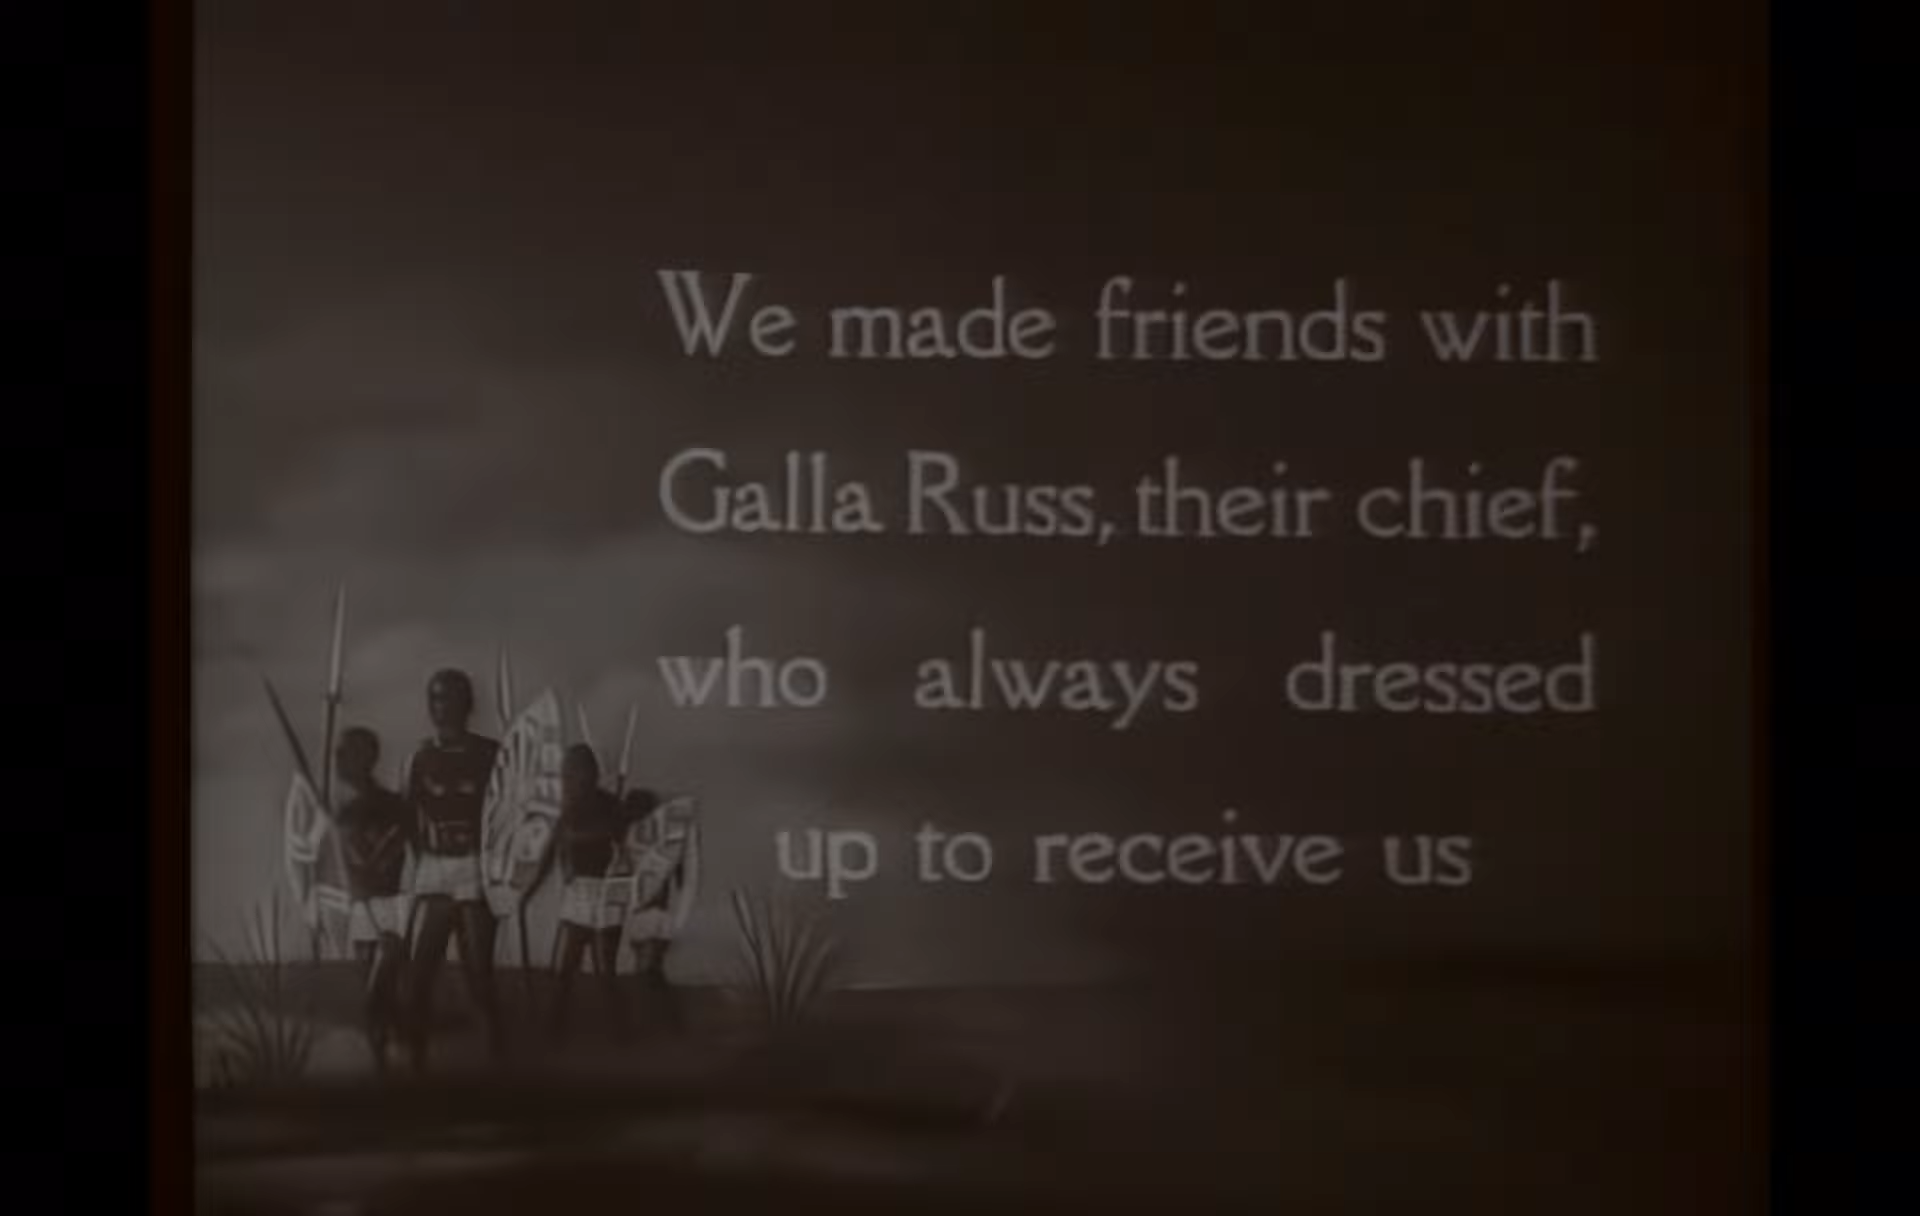 We made friends with
Galla Russ, their chief,
who always dressed
up to receive us